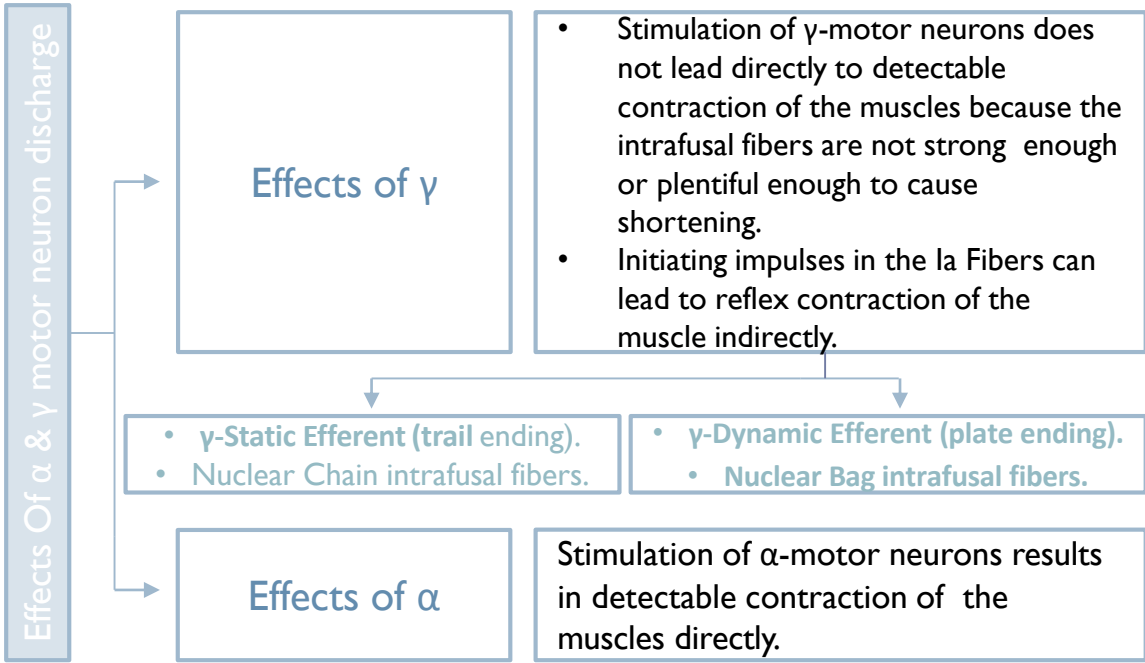 Effects Of α & γ motor neuron discharge
Effects of γ
• Stimulation of γ-motor neurons does
not lead directly to detectable
contraction of the muscles because the
intrafusal fibers are not strong enough
or plentiful enough to cause
shortening.
• Initiating impulses in the Ia Fibers can
lead to reflex contraction of the
muscle indirectly.
• γ-Static Efferent (trail ending).
• Nuclear Chain intrafusal fibers.
• γ-Dynamic Efferent (plate ending).
• Nuclear Bag intrafusal fibers.
Effects of α
Stimulation of α-motor neurons results
in detectable contraction of the
muscles directly.